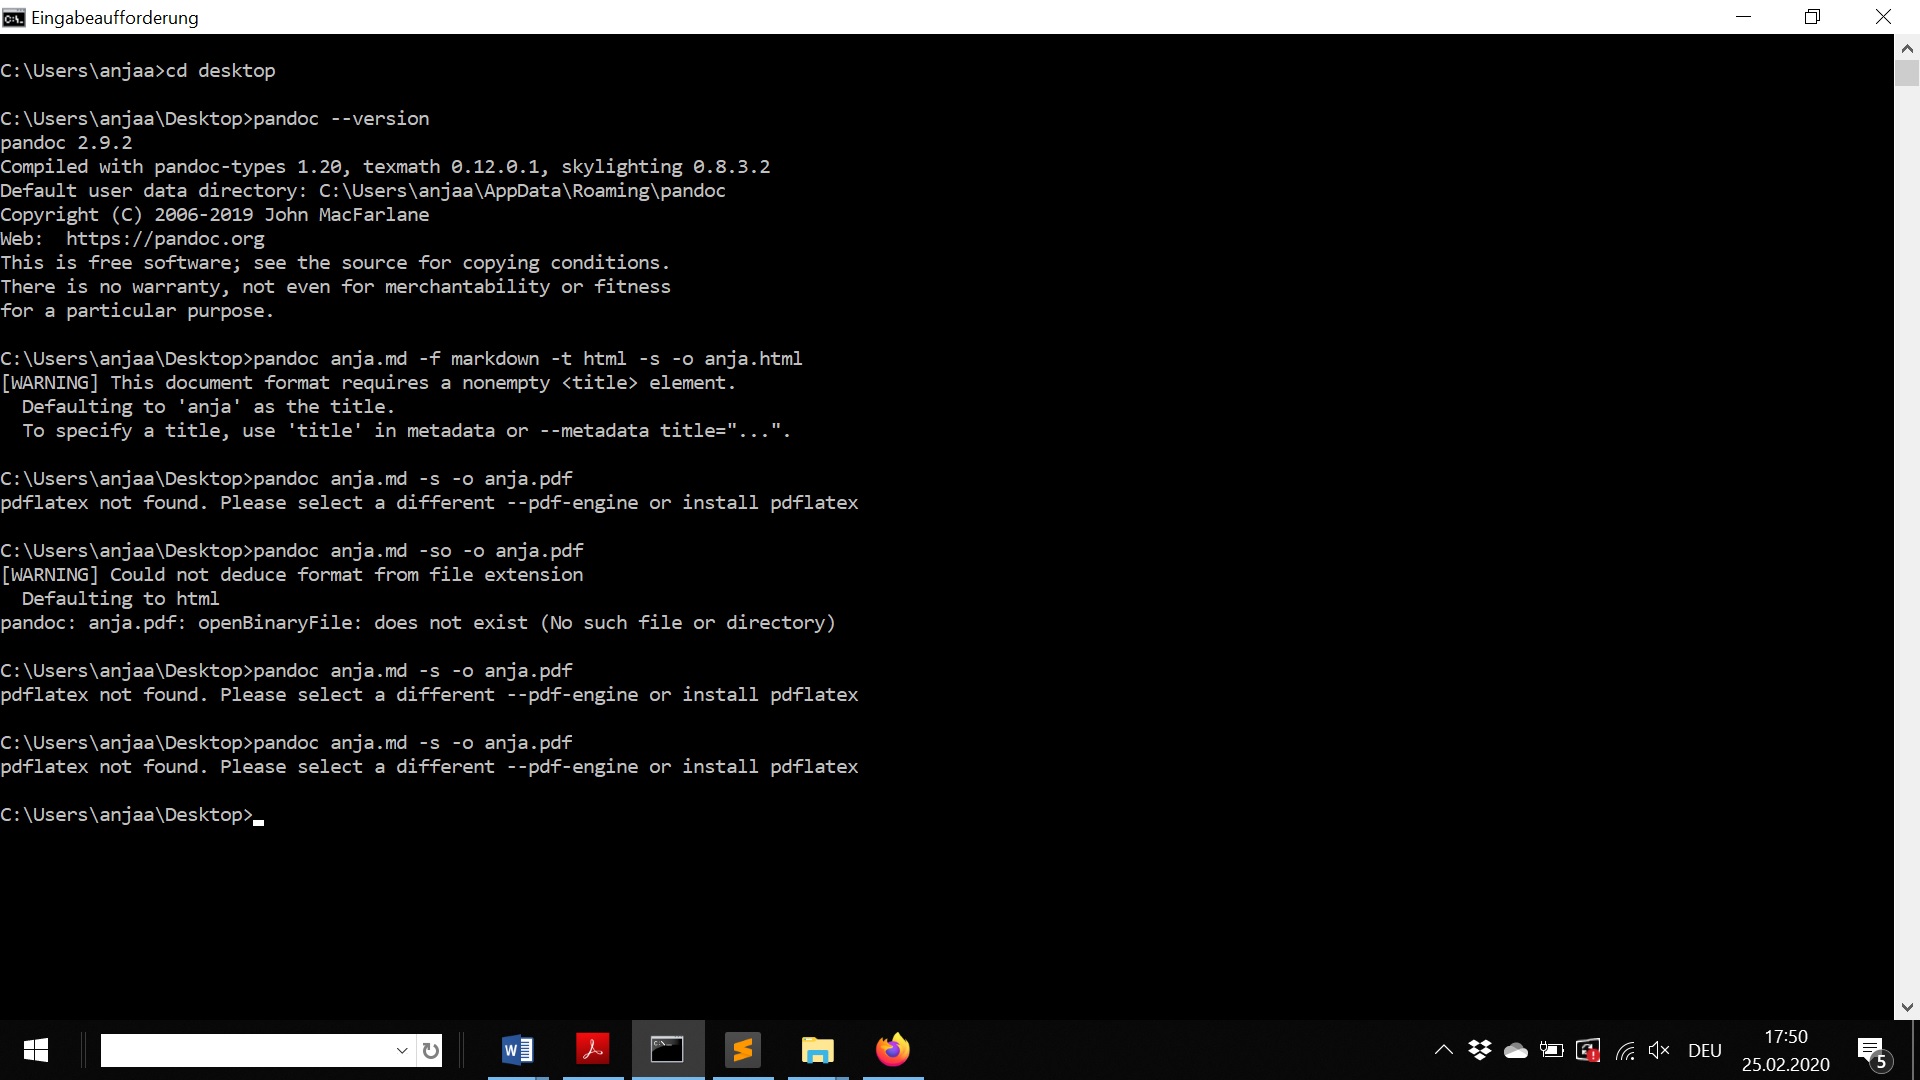 Eingabeaufforderung
C:\Users\anjaa>cd desktop
C:\Users\anjaa\Desktop>pandoc --version
pandoc 2.9.2
Compiled with pandoc-types 1.20, texmath 0.12.0.1, skylighting 0.8.3.2
Default user data directory: C:\Users\anjaa\AppData\Roaming\pandoc
Copyright (C) 2006-2019 John MacFarlane
Web:  https://pandoc.org
This is free software; see the source for copying conditions.
There is no warranty, not even for merchantability or fitness
for a particular purpose.
C:\Users\anjaa\Desktop>pandoc anja.md -f markdown -t html -s -o anja.html
[WARNING] This document format requires a nonempty <title> element.
  Defaulting to 'anja' as the title.
  To specify a title, use 'title' in metadata or --metadata title="...".
C:\Users\anjaa\Desktop>pandoc anja.md -s -o anja.pdf
pdflatex not found. Please select a different --pdf-engine or install pdflatex
C:\Users\anjaa\Desktop>pandoc anja.md -so -o anja.pdf
[WARNING] Could not deduce format from file extension
  Defaulting to html
pandoc: anja.pdf: openBinaryFile: does not exist (No such file or directory)
C:\Users\anjaa\Desktop>pandoc anja.md -s -o anja.pdf
pdflatex not found. Please select a different --pdf-engine or install pdflatex
C:\Users\anjaa\Desktop>pandoc anja.md -s -o anja.pdf
pdflatex not found. Please select a different --pdf-engine or install pdflatex
C:\Users\anjaa\Desktop>
DEU
17:50
25.02.2020
5